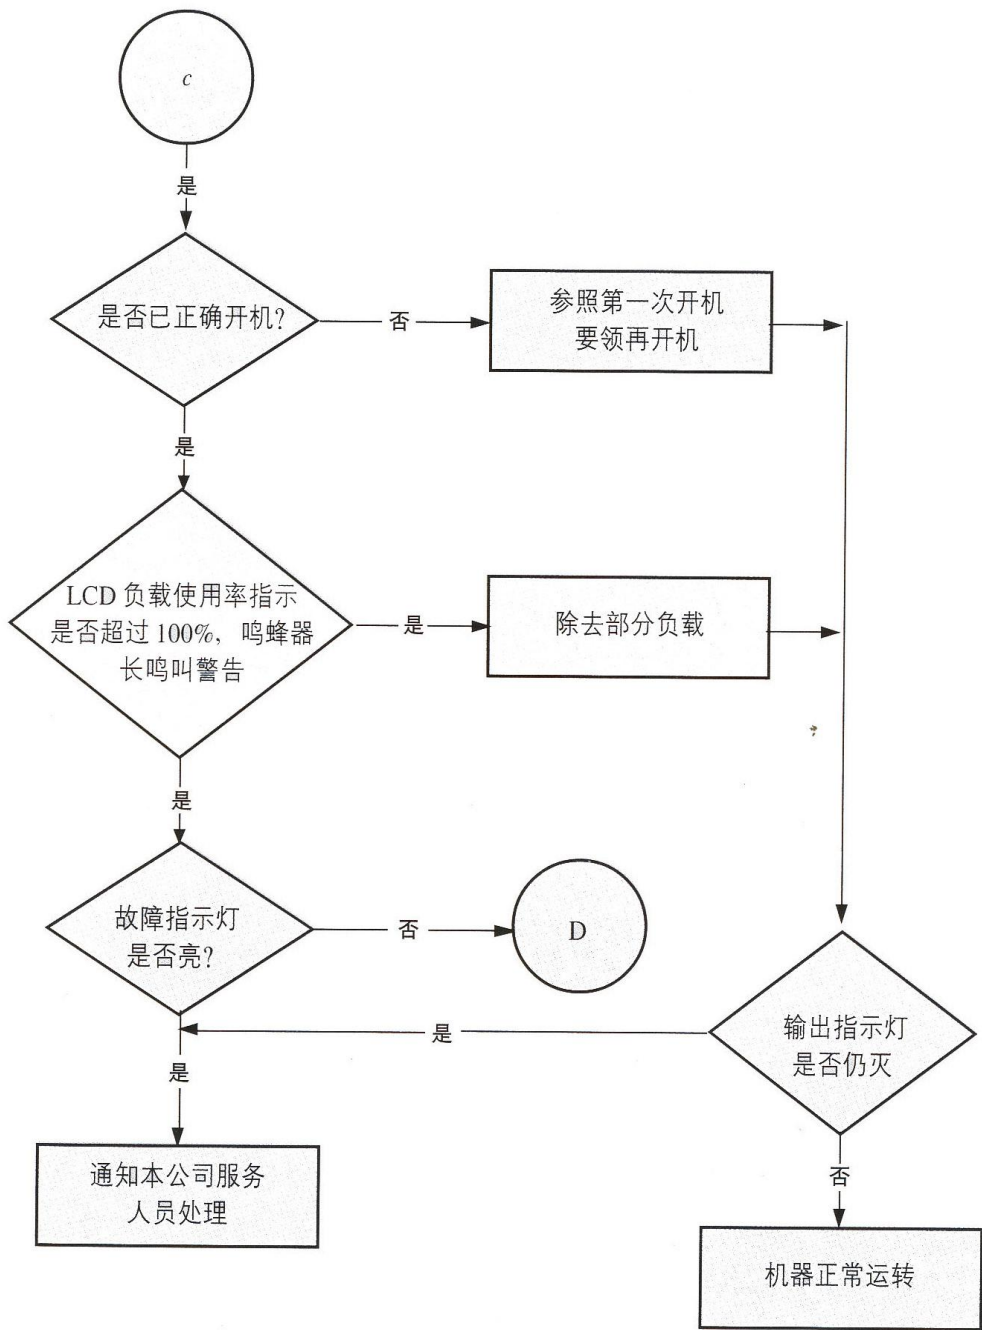 c
是
是否已正确开机?
否
参照第一次开机
要领再开机
是
LCD 负载使用率指示
是否超过 100%, 鸣蜂器
长鸣叫警告
是
除去部分负载
是
故障指示灯
是否亮?
否
D
输出指示灯
是否仍灭
是
是
通知本公司服务
人员处理
否
机器正常运转